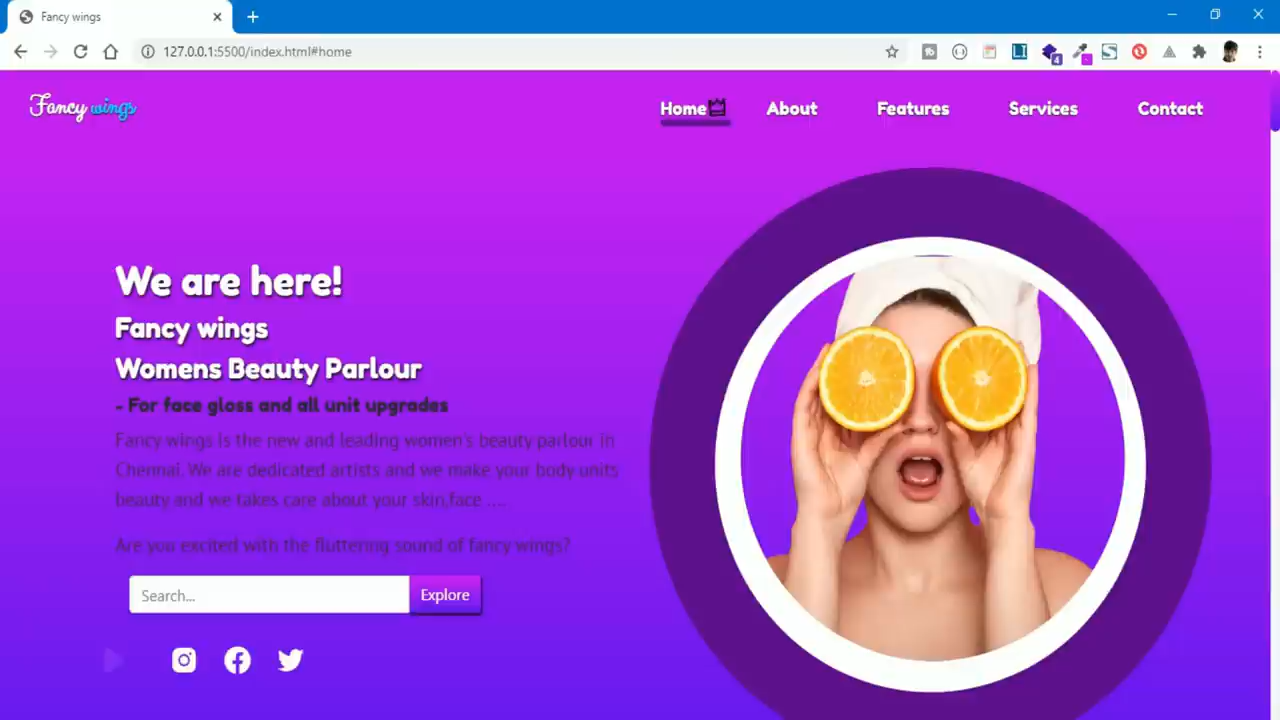 Fancy wings
127.0.0.1:5500/index.html#home
4
Fancy wings
Home
About
Features
Services
Contact
We are here!
Fancy wings
Womens Beauty Parlour
- For face gloss and all unit upgrades
Fancy wings is the new and leading women's beauty parlour in
Chennai. We are dedicated artists and we make your body units
beauty and we takes care about your skin,face ....
Are you excited with the fluttering sound of fancy wings?
Search...
Explore